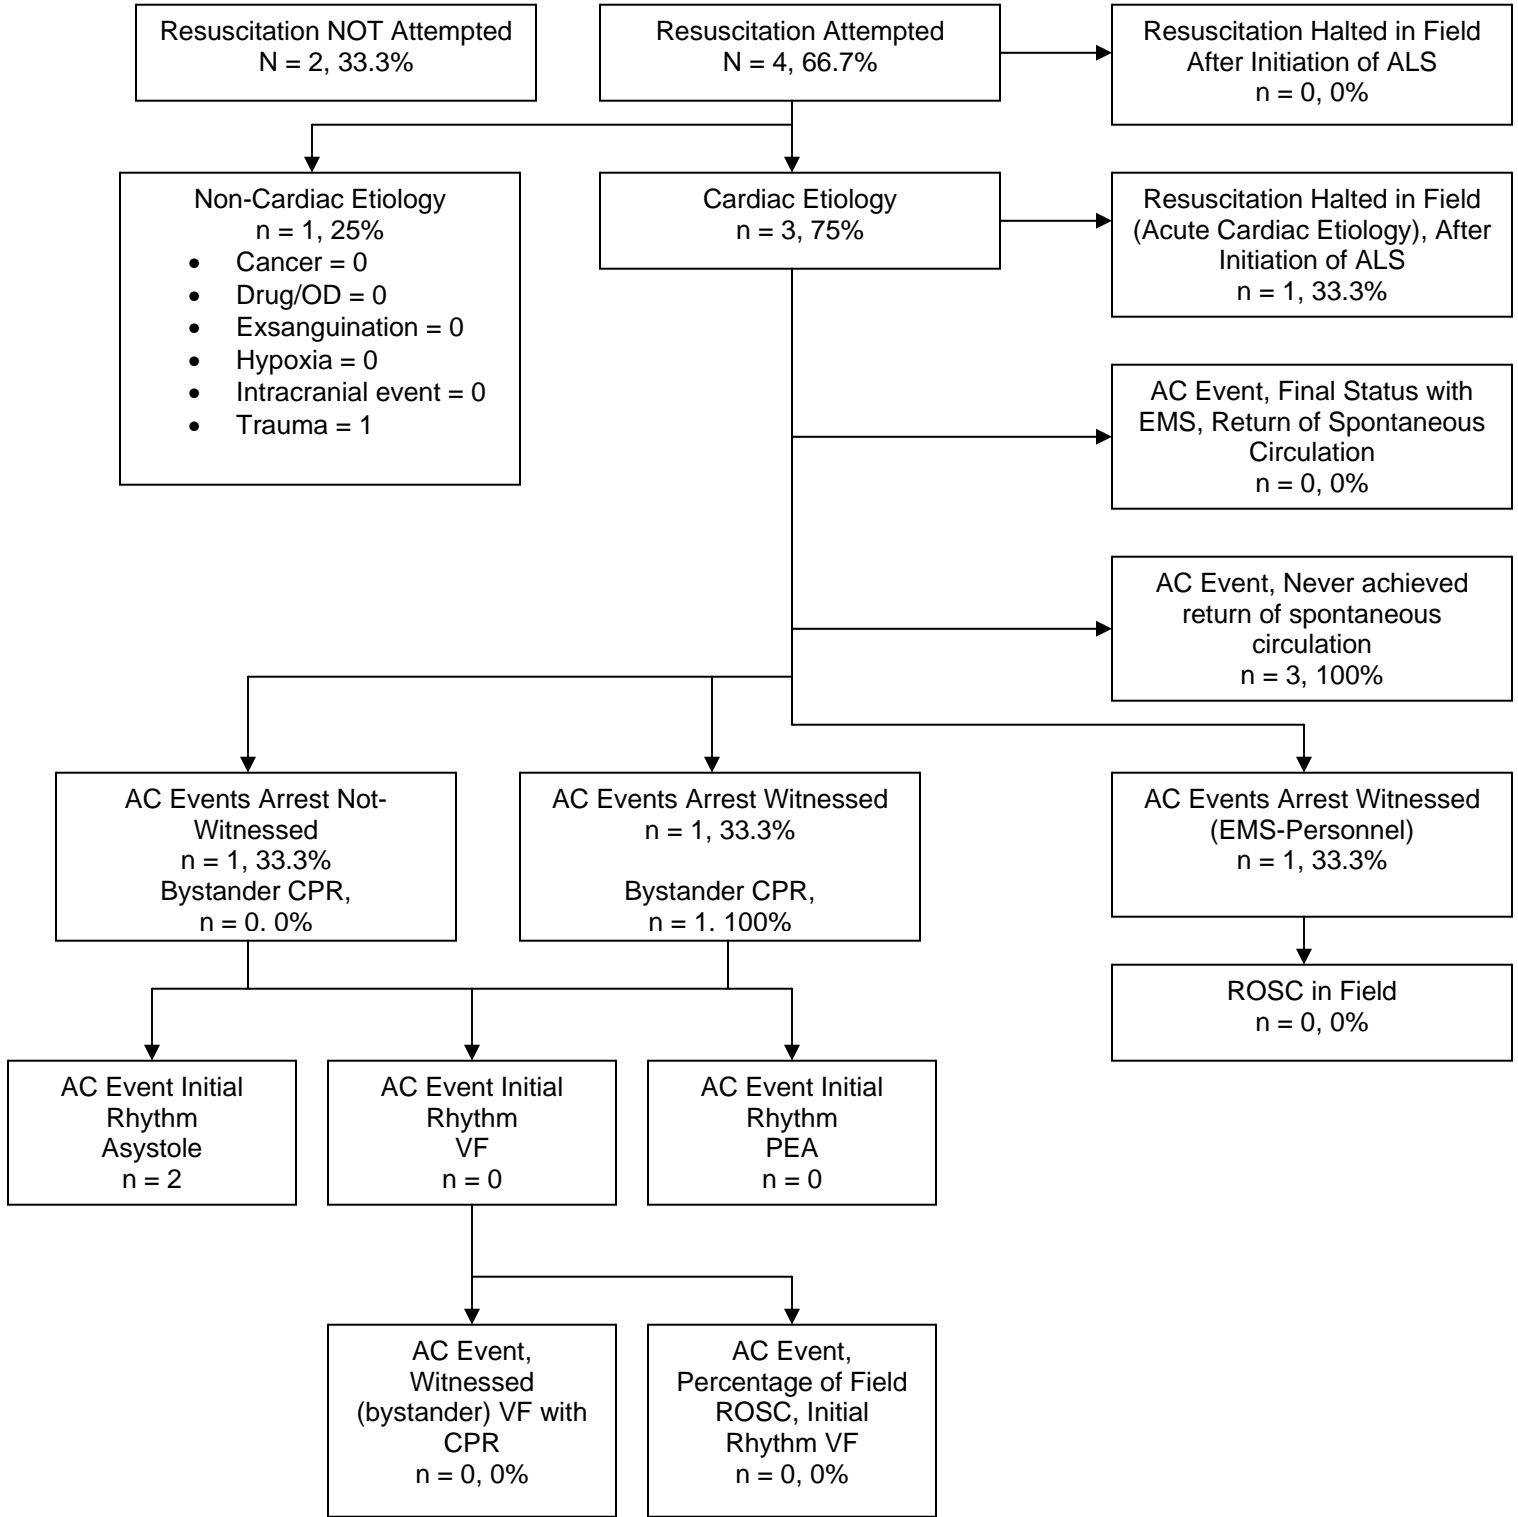 Resuscitation NOT Attempted
N = 2, 33.3%
Resuscitation Attempted
N = 4, 66.7%
Resuscitation Halted in Field
After Initiation of ALS
n = 0, 0%
Non-Cardiac Etiology
n = 1, 25%
• Cancer = 0
• Drug/OD = 0
• Exsanguination = 0
• Hypoxia = 0
• Intracranial event = 0
• Trauma = 1
Cardiac Etiology
n = 3, 75%
Resuscitation Halted in Field
(Acute Cardiac Etiology), After
Initiation of ALS
n = 1, 33.3%
AC Event, Final Status with
EMS, Return of Spontaneous
Circulation
n = 0, 0%
AC Event, Never achieved
return of spontaneous
circulation
n = 3, 100%
AC Events Arrest Not-
Witnessed
n = 1, 33.3%
Bystander CPR,
n = 0. 0%
AC Events Arrest Witnessed
n = 1, 33.3%
Bystander CPR,
n = 1. 100%
AC Events Arrest Witnessed
(EMS-Personnel)
n = 1, 33.3%
ROSC in Field
n = 0, 0%
AC Event Initial
Rhythm
Asystole
n = 2
AC Event Initial
Rhythm
VF
n = 0
AC Event Initial
Rhythm
PEA
n = 0
AC Event,
Witnessed
(bystander) VF with
CPR
n = 0, 0%
AC Event,
Percentage of Field
ROSC, Initial
Rhythm VF
n = 0, 0%